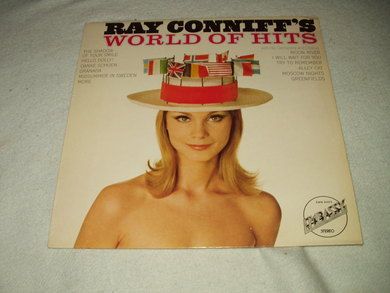 RAY CONNIFF'S
WORLD OF HITS
THE SHADOW
OF YOUR SMILE
HELLO DOLLY!
DANKE SCHOEN
GRANADA
MIDSUMMER IN SWEDEN
MORE
MOON RIVER
I WILL WAIT FOR YOU
TRY TO REMEMBER
ALLEY CAT
MOSCOW NIGHTS
GREENFIELDS
EMBASSY
STEREO